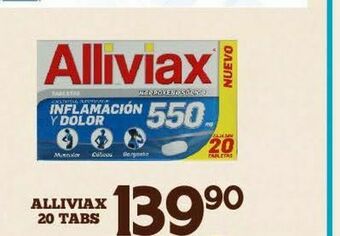 Alliviax
NUEVO
TABLETAS
NAPROXENO SÓDICO
INFLAMACIÓN
Y DOLOR
550
MG
CAJA CON
20
TABLETAS
Muscular Cólicos Garganta
ALLIVIAX
20 TABS
139 90